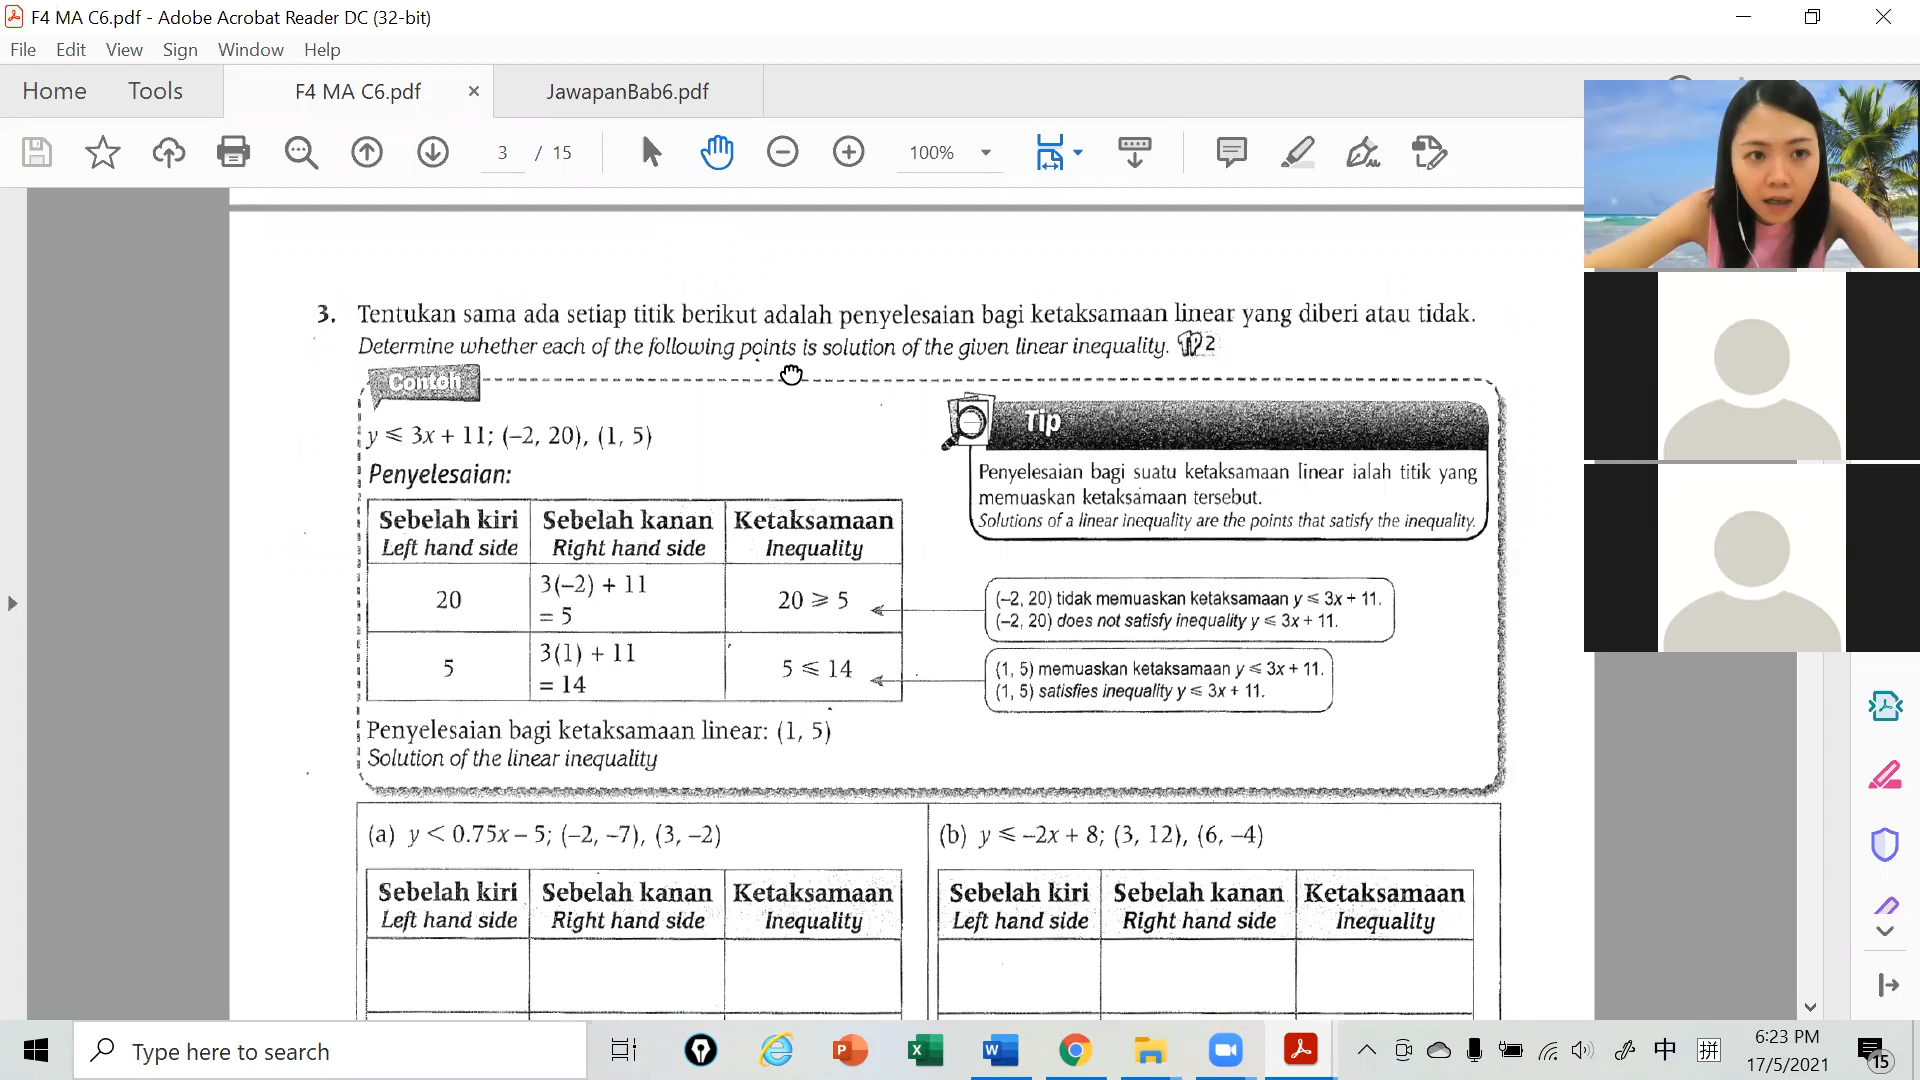 F4 MA C6.pdf - Adobe Acrobat Reader DC (32-bit)
File Edit View Sign Window Help
Home Tools F4 MA C6.pdf × JawapanBab6.pdf
3 / 15 100%
3. Tentukan sama ada setiap titik berikut adalah penyelesaian bagi ketaksamaan linear yang diberi atau tidak.
Determine whether each of the following points is solution of the given linear inequality. TP2
Contoh
y ⩽ 3x + 11; (–2, 20), (1, 5)
Penyelesaian:
Sebelah kiri Sebelah kanan Ketaksamaan
Left hand side Right hand side Inequality
20 3(–2) + 11 20 ⩾ 5
= 5
5 3(1) + 11 5 ⩽ 14
= 14
Penyelesaian bagi ketaksamaan linear: (1, 5)
Solution of the linear inequality
Tip
Penyelesaian bagi suatu ketaksamaan linear ialah titik yang
memuaskan ketaksamaan tersebut.
Solutions of a linear inequality are the points that satisfy the inequality.
(–2, 20) tidak memuaskan ketaksamaan y ⩽ 3x + 11.
(–2, 20) does not satisfy inequality y ⩽ 3x + 11.
(1, 5) memuaskan ketaksamaan y ⩽ 3x + 11.
(1, 5) satisfies inequality y ⩽ 3x + 11.
(a) y < 0.75x – 5; (–2, –7), (3, –2)
Sebelah kiri Sebelah kanan Ketaksamaan
Left hand side Right hand side Inequality
(b) y ⩽ –2x + 8; (3, 12), (6, –4)
Sebelah kiri Sebelah kanan Ketaksamaan
Left hand side Right hand side Inequality
Type here to search
中 拼
6:23 PM
17/5/2021
15